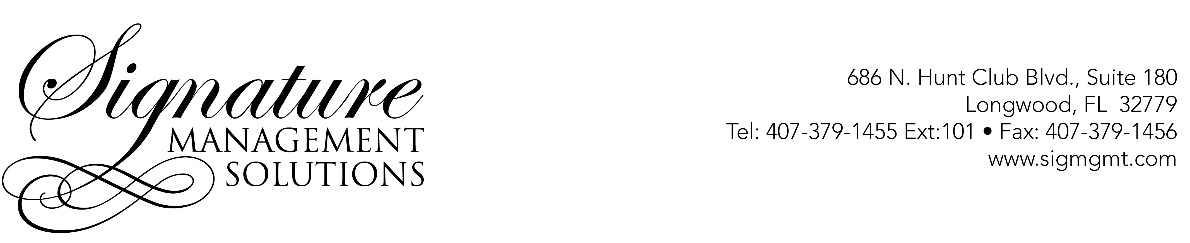 Signature
MANAGEMENT
SOLUTIONS
686 N. Hunt Club Blvd., Suite 180
Longwood, FL  32779
Tel: 407-379-1455 Ext:101 • Fax: 407-379-1456
www.sigmgmt.com